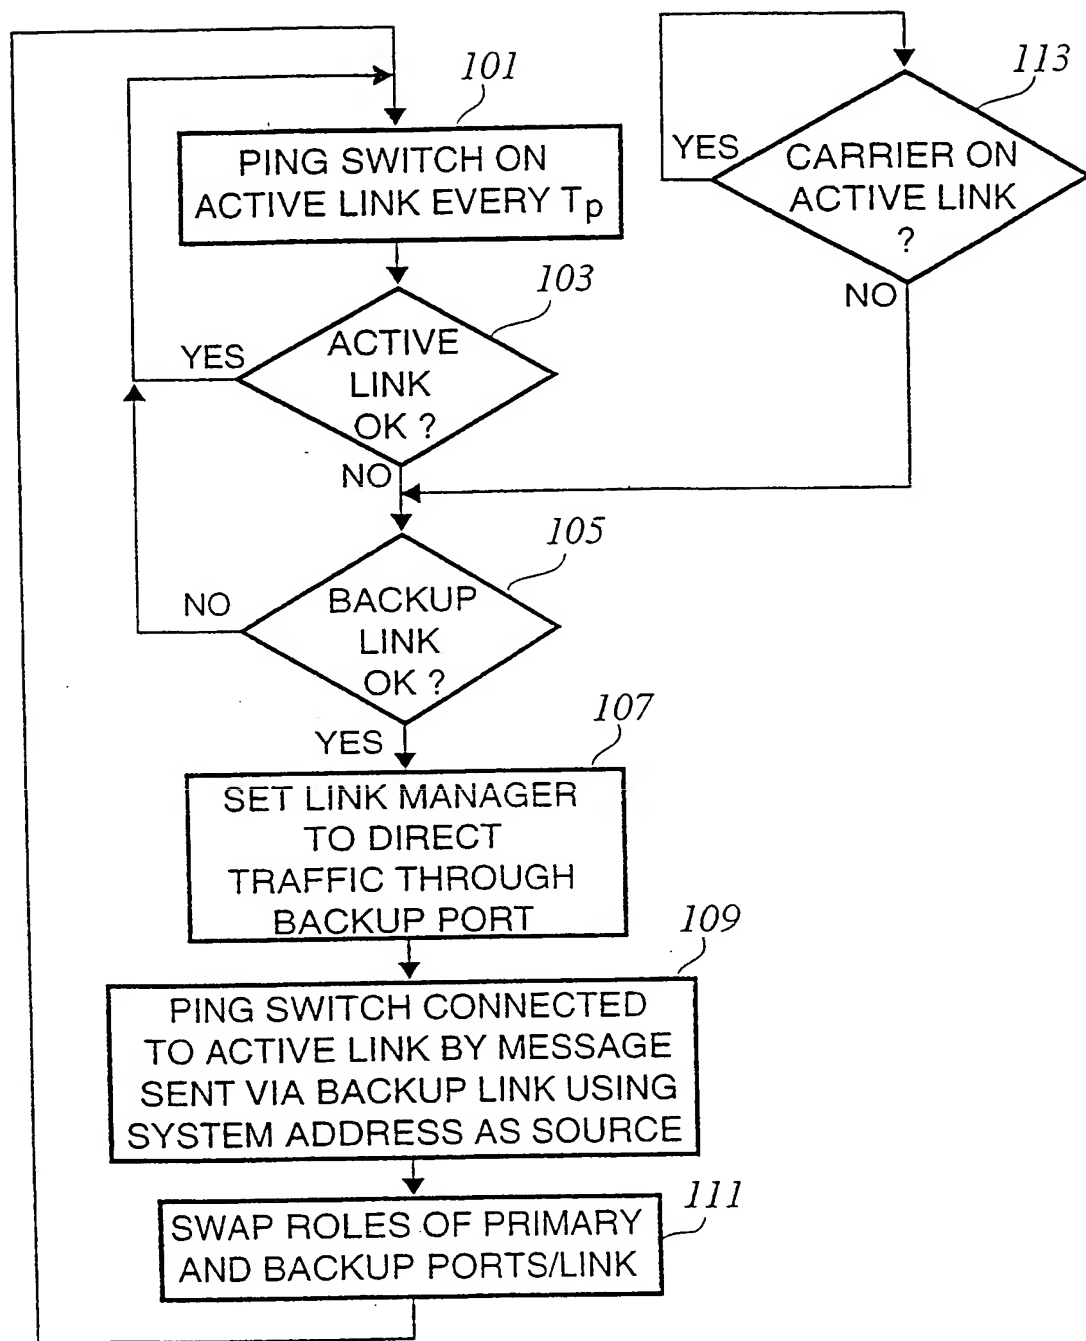 101
PING SWITCH ON
ACTIVE LINK EVERY Tp
113
YES
CARRIER ON
ACTIVE LINK
?
NO
103
YES
ACTIVE
LINK
OK ?
NO
105
NO
BACKUP
LINK
OK ?
YES
107
SET LINK MANAGER
TO DIRECT
TRAFFIC THROUGH
BACKUP PORT
109
PING SWITCH CONNECTED
TO ACTIVE LINK BY MESSAGE
SENT VIA BACKUP LINK USING
SYSTEM ADDRESS AS SOURCE
111
SWAP ROLES OF PRIMARY
AND BACKUP PORTS/LINK